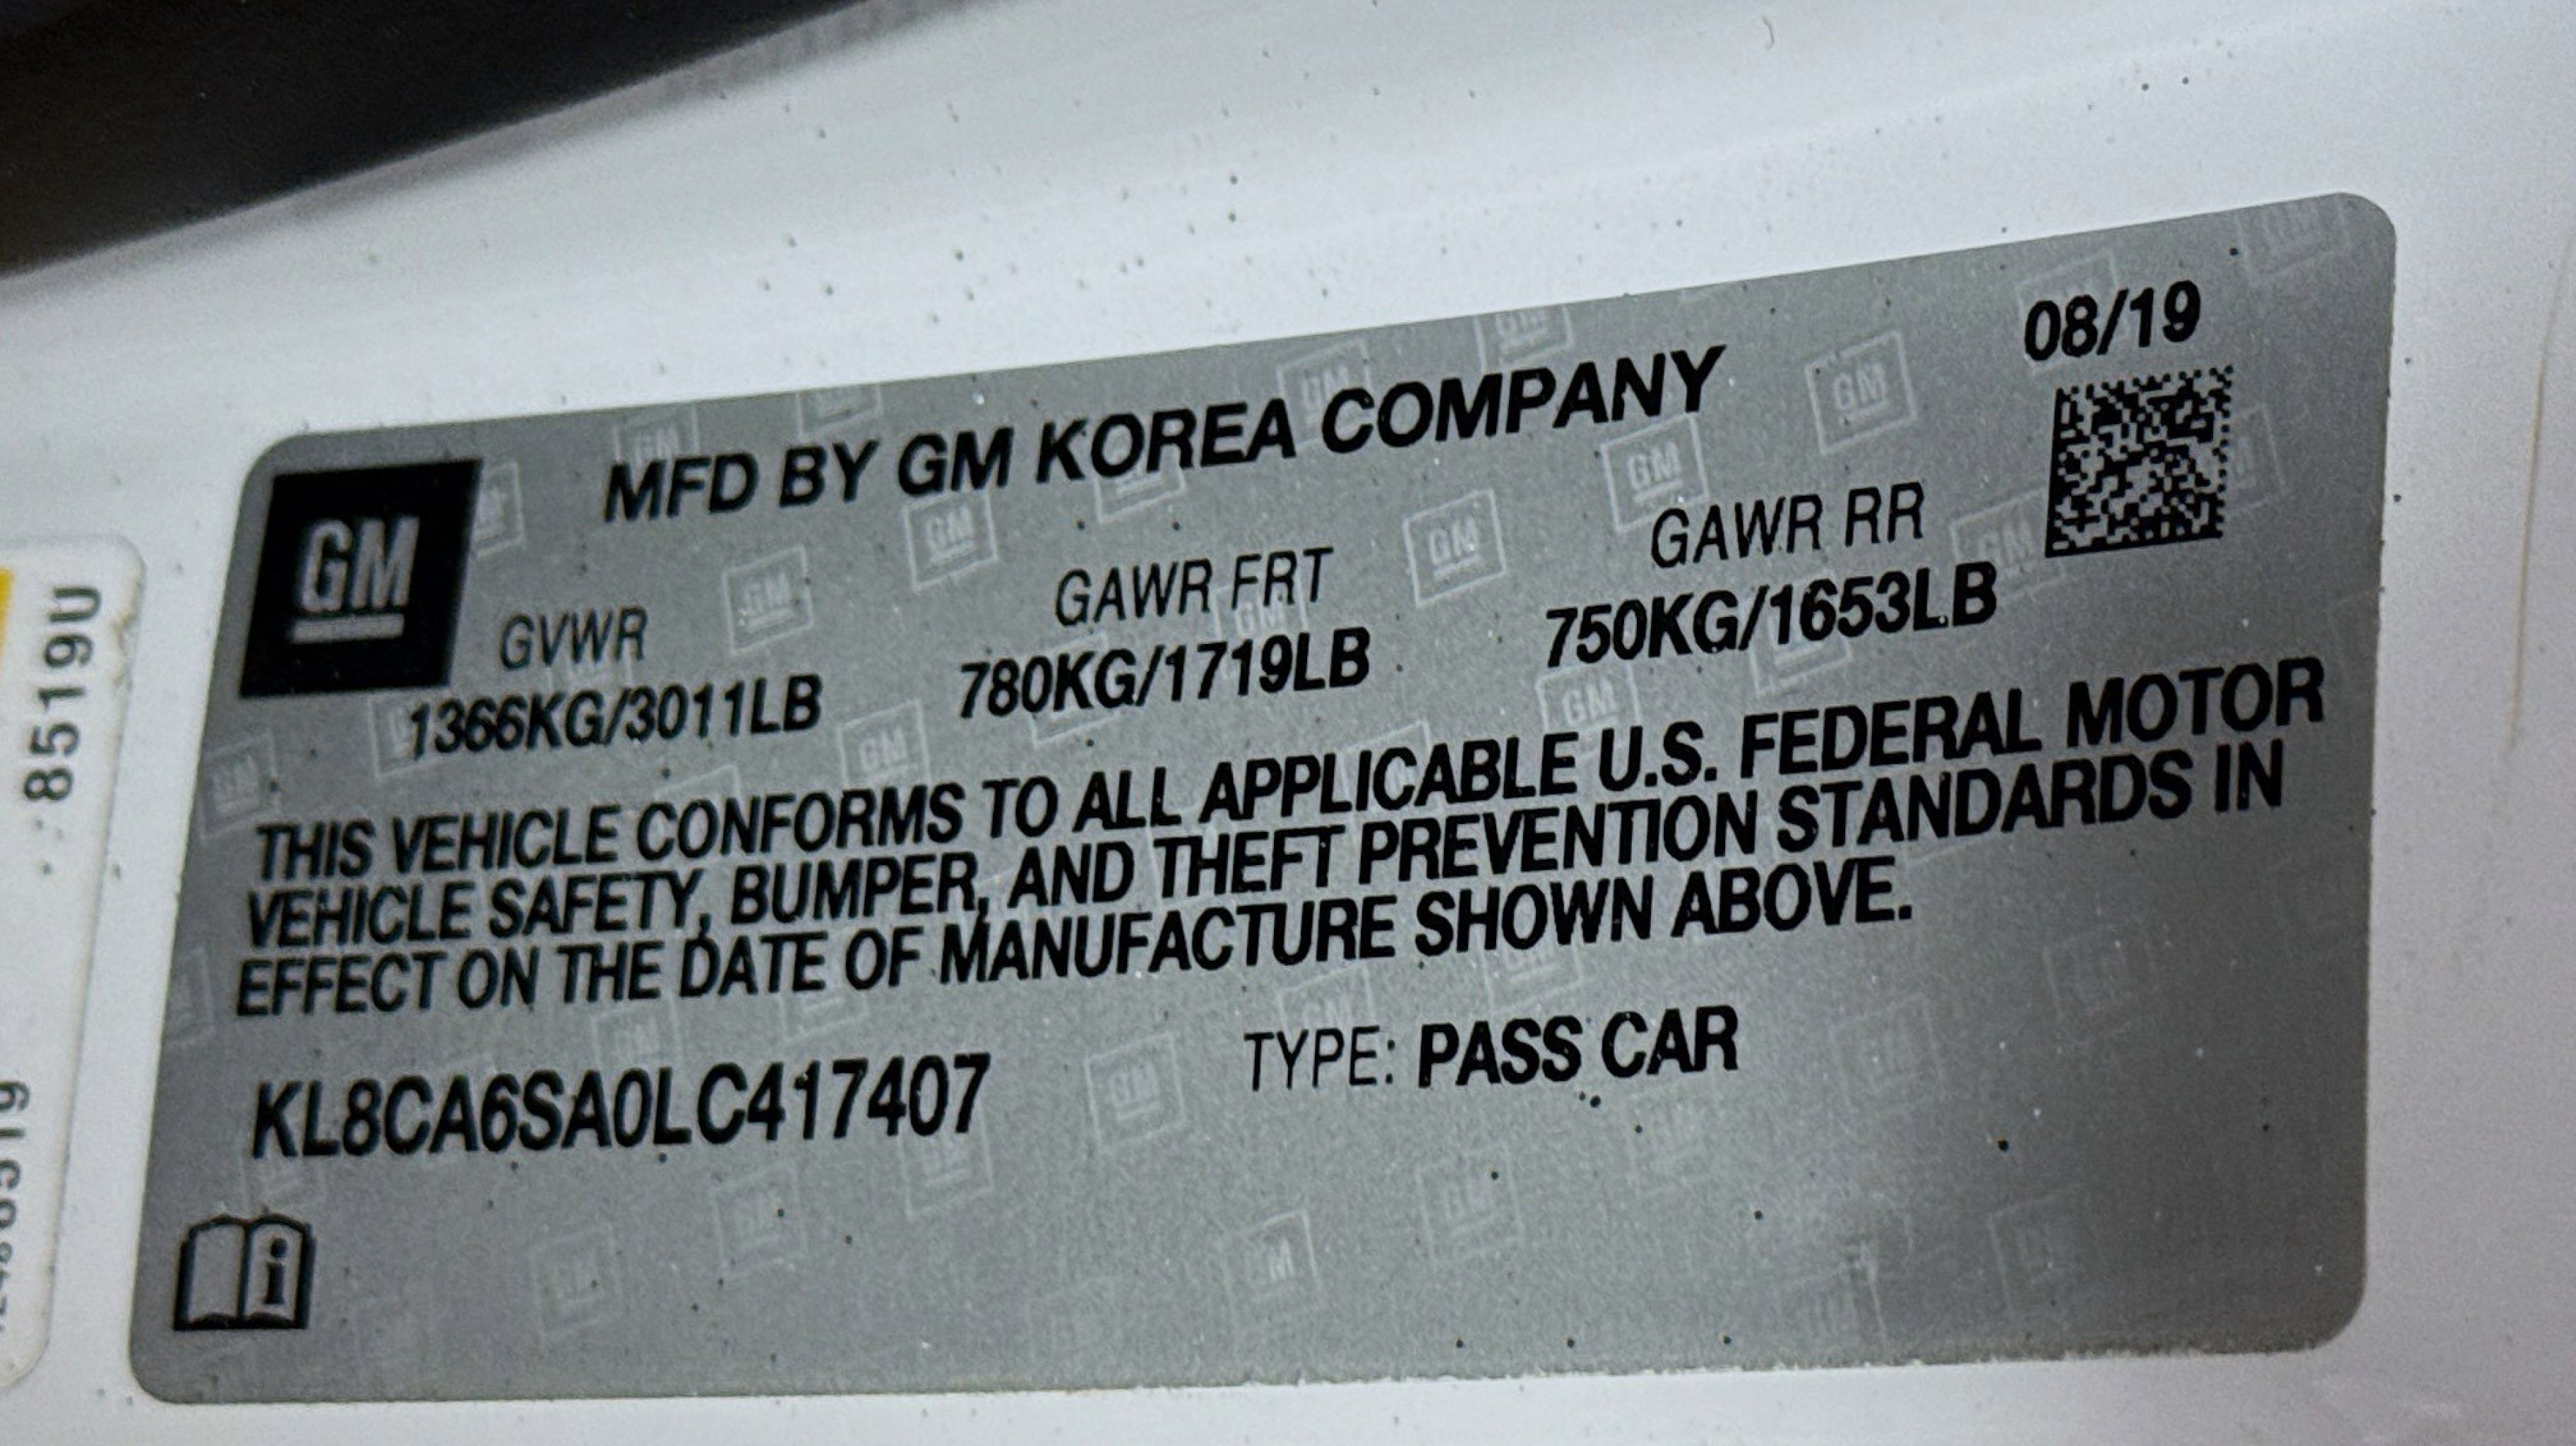 MFD BY GM KOREA COMPANY
08/19
GM
GVWR
1366KG/3011LB
GAWR FRT
780KG/1719LB
GAWR RR
750KG/1653LB
THIS VEHICLE CONFORMS TO ALL APPLICABLE U.S. FEDERAL MOTOR
VEHICLE SAFETY, BUMPER, AND THEFT PREVENTION STANDARDS IN
EFFECT ON THE DATE OF MANUFACTURE SHOWN ABOVE.
KL8CA6SA0LC417407
TYPE: PASS CAR
i
8519U